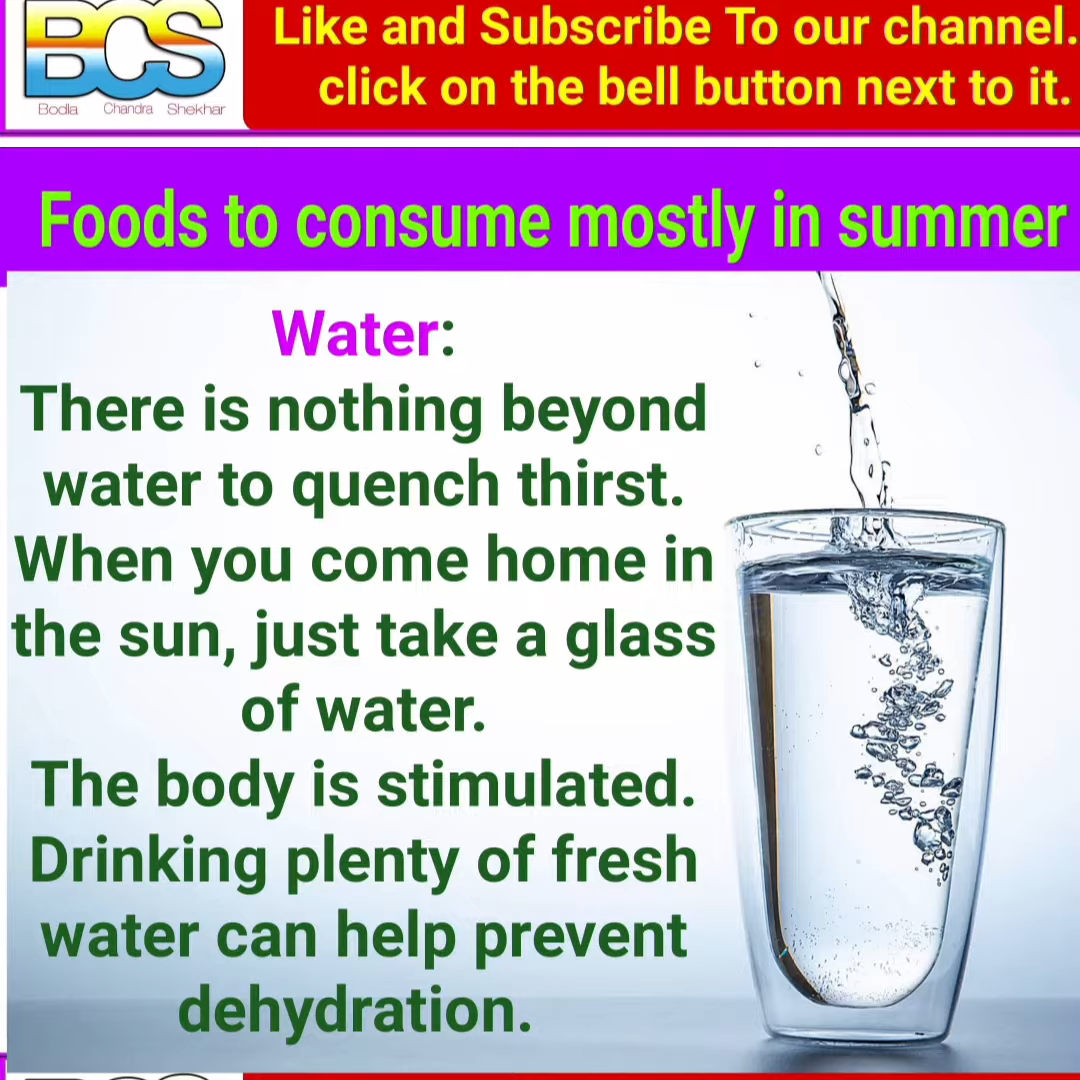 BCS
Bodla Chandra Shekhar
Like and Subscribe To our channel.
click on the bell button next to it.
Foods to consume mostly in summer
Water:
There is nothing beyond
water to quench thirst.
When you come home in
the sun, just take a glass
of water.
The body is stimulated.
Drinking plenty of fresh
water can help prevent
dehydration.